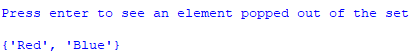 Press enter to see an element popped out of the set
{'Red', 'Blue'}